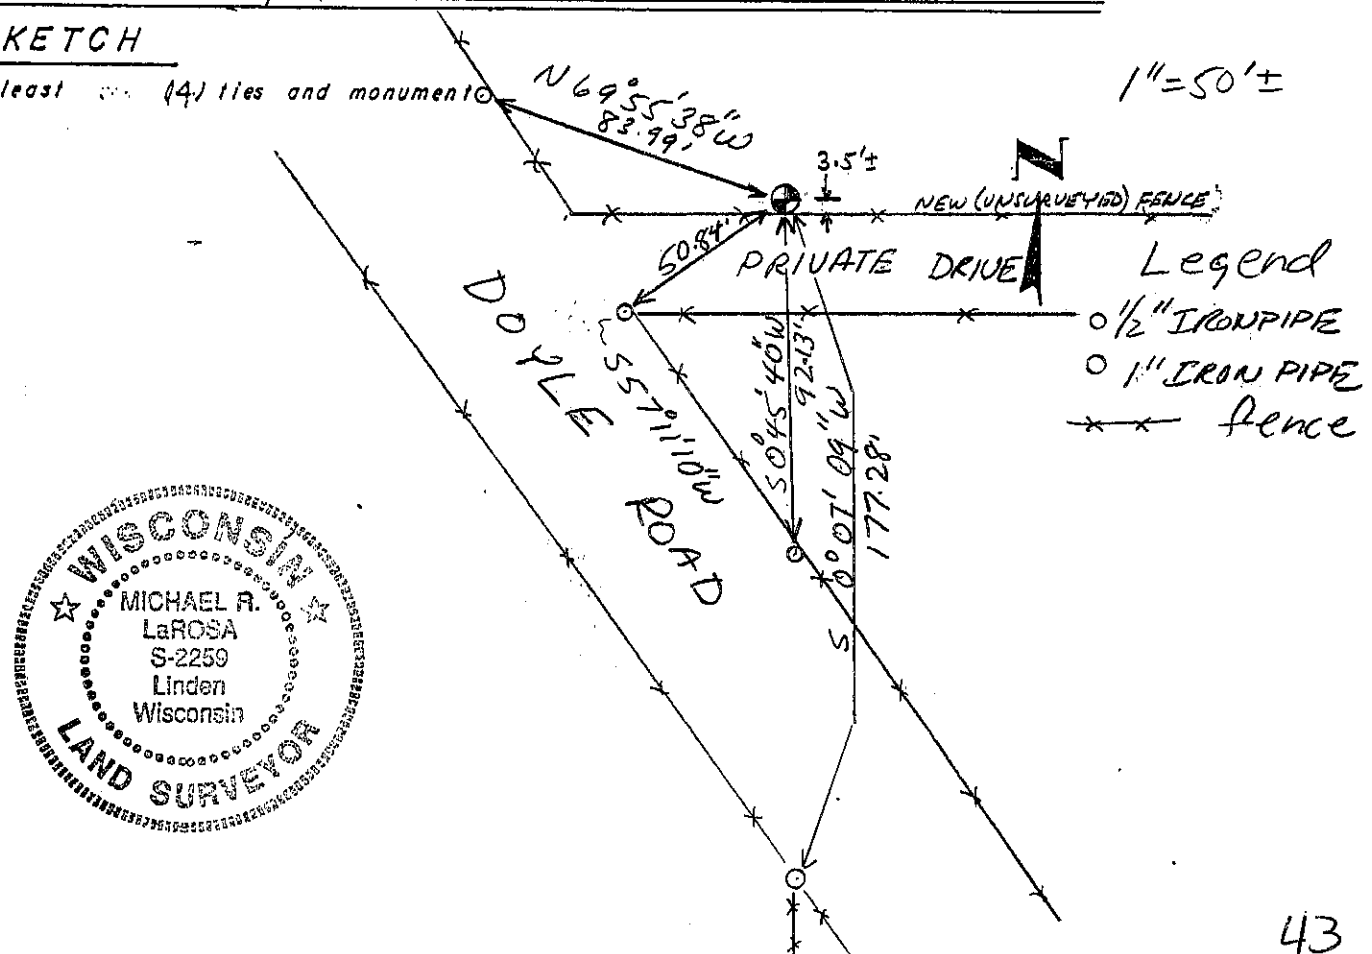 KETCH
least (4) ties and monument
1"=50'±
N69°55'38"W
83.99'
3.5'±
N
NEW (UNSURVEYED) FENCE
50.84'
PRIVATE DRIVE
Legend
1/2" IRON PIPE
1" IRON PIPE
fence
DOYLE ROAD
S57°11'10"W
S0°45'40"W
92.13'
S 0°01'09"W
177.28'
WISCONSIN
MICHAEL R.
LaROSA
S-2259
Linden
Wisconsin
LAND SURVEYOR
43